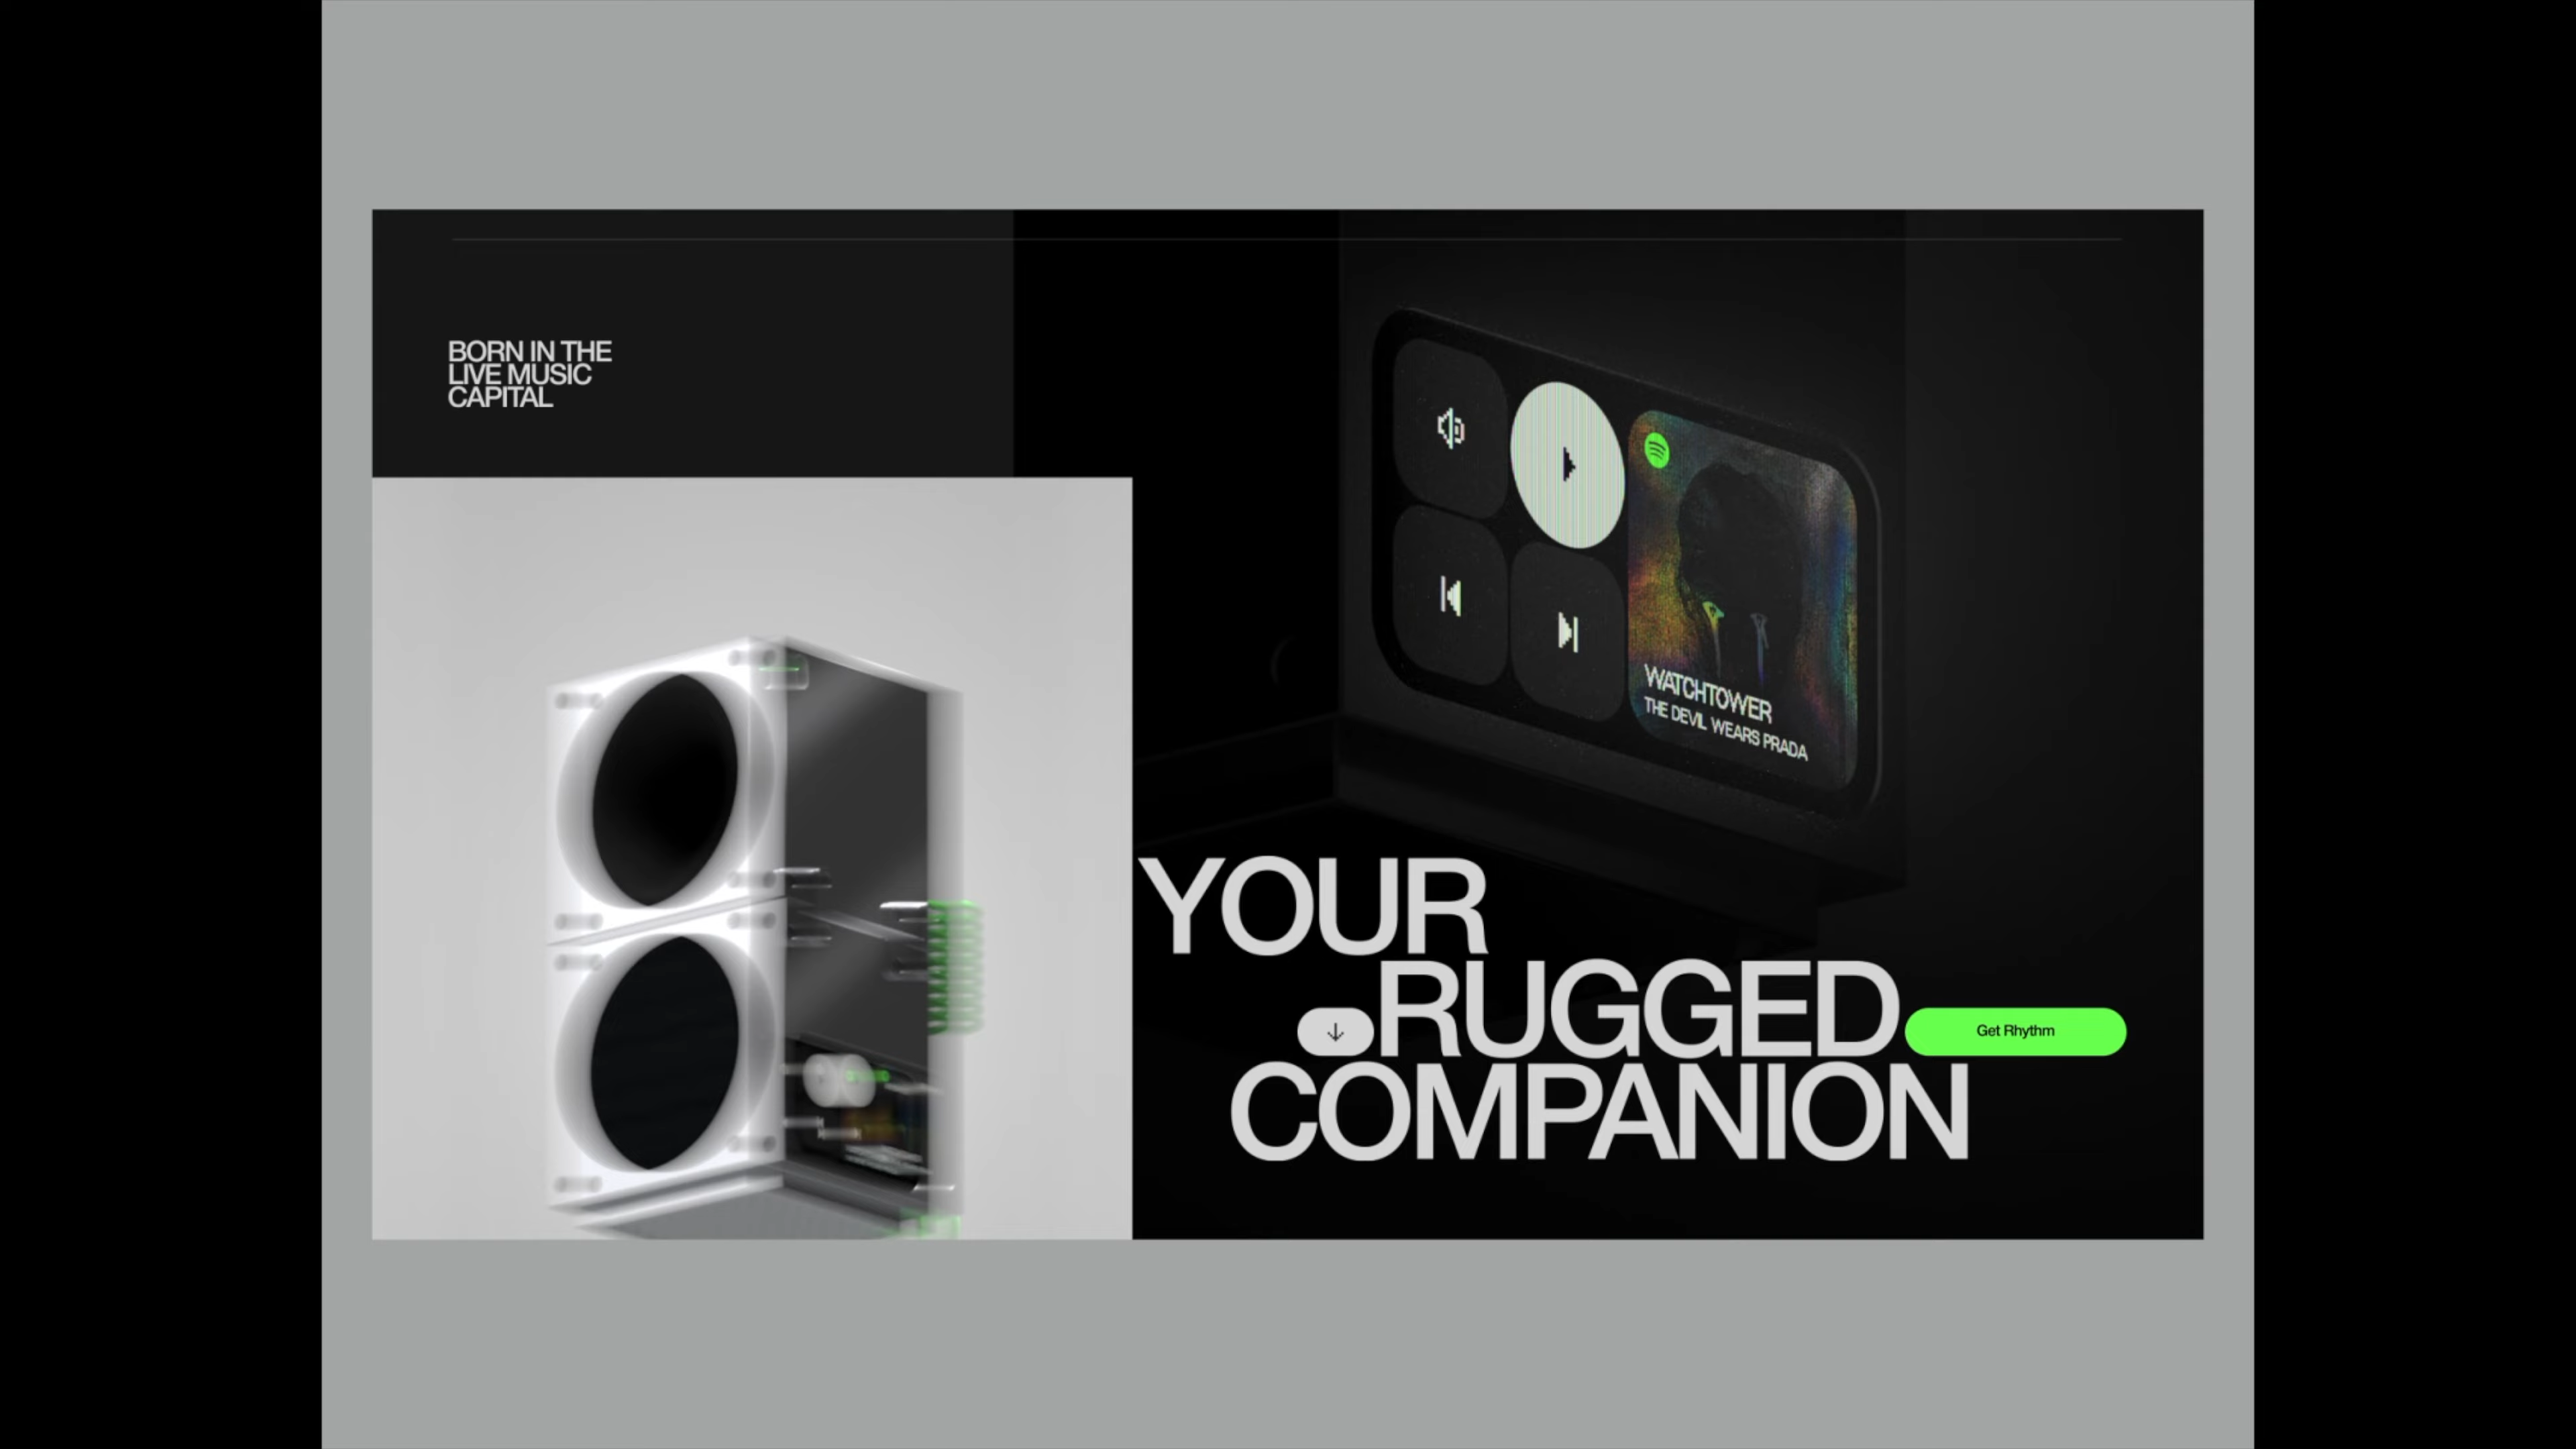 BORN IN THE
LIVE MUSIC
CAPITAL
WATCHTOWER
THE DEVIL WEARS PRADA
YOUR
RUGGED
Get Rhythm
COMPANION